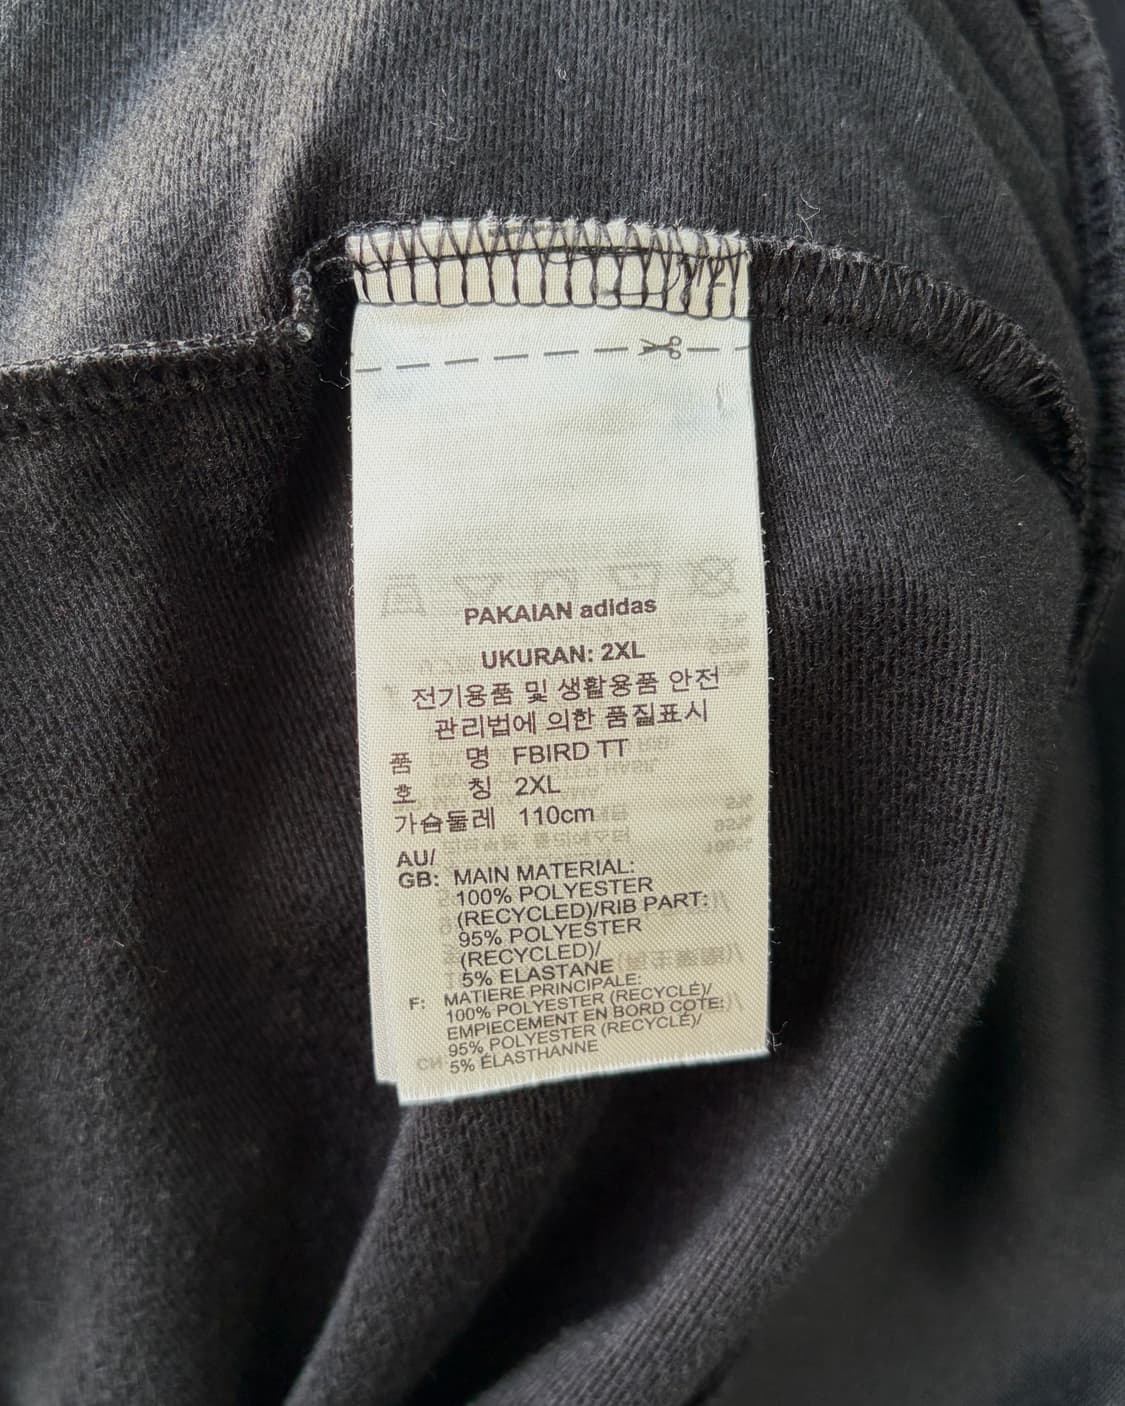 PAKAIAN adidas
UKURAN: 2XL
전기용품 및 생활용품 안전
관리법에 의한 품질표시
품 명 FBIRD TT
호 칭 2XL
가슴둘레 110cm
AU/
GB: MAIN MATERIAL:
100% POLYESTER
(RECYCLED)/RIB PART:
95% POLYESTER
(RECYCLED)/
5% ELASTANE
F: MATIERE PRINCIPALE:
100% POLYESTER (RECYCLÉ)/
EMPIECEMENT EN BORD COTE:
95% POLYESTER (RECYCLÉ)/
5% ÉLASTHANNE
CN